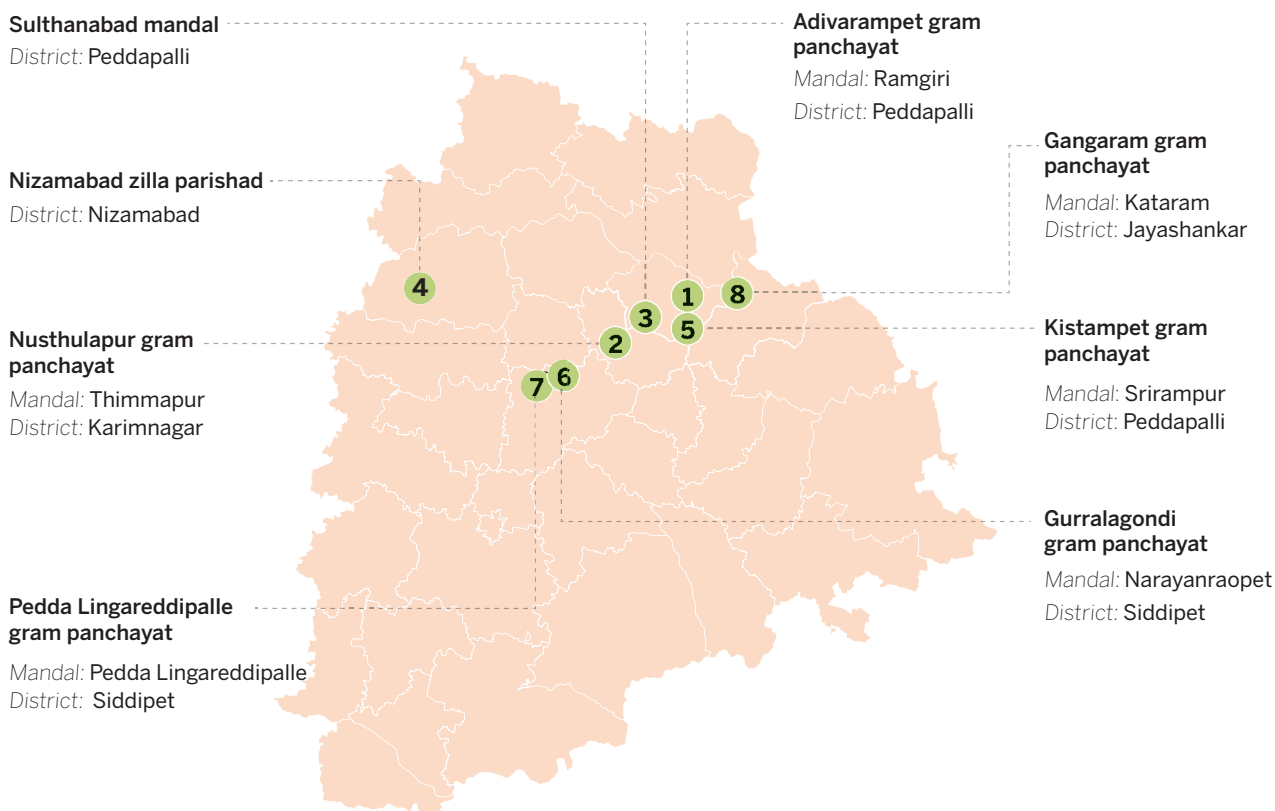 Sulthanabad mandal
District: Peddapalli
Adivarampet gram
panchayat
Mandal: Ramgiri
District: Peddapalli
Gangaram gram
panchayat
Mandal: Kataram
District: Jayashankar
Nizamabad zilla parishad
District: Nizamabad
4
1
8
3
5
2
7
6
Nusthulapur gram
panchayat
Mandal: Thimmapur
District: Karimnagar
Kistampet gram
panchayat
Mandal: Srirampur
District: Peddapalli
Gurralagondi
gram panchayat
Mandal: Narayanraopet
District: Siddipet
Pedda Lingareddipalle
gram panchayat
Mandal: Pedda Lingareddipalle
District: Siddipet